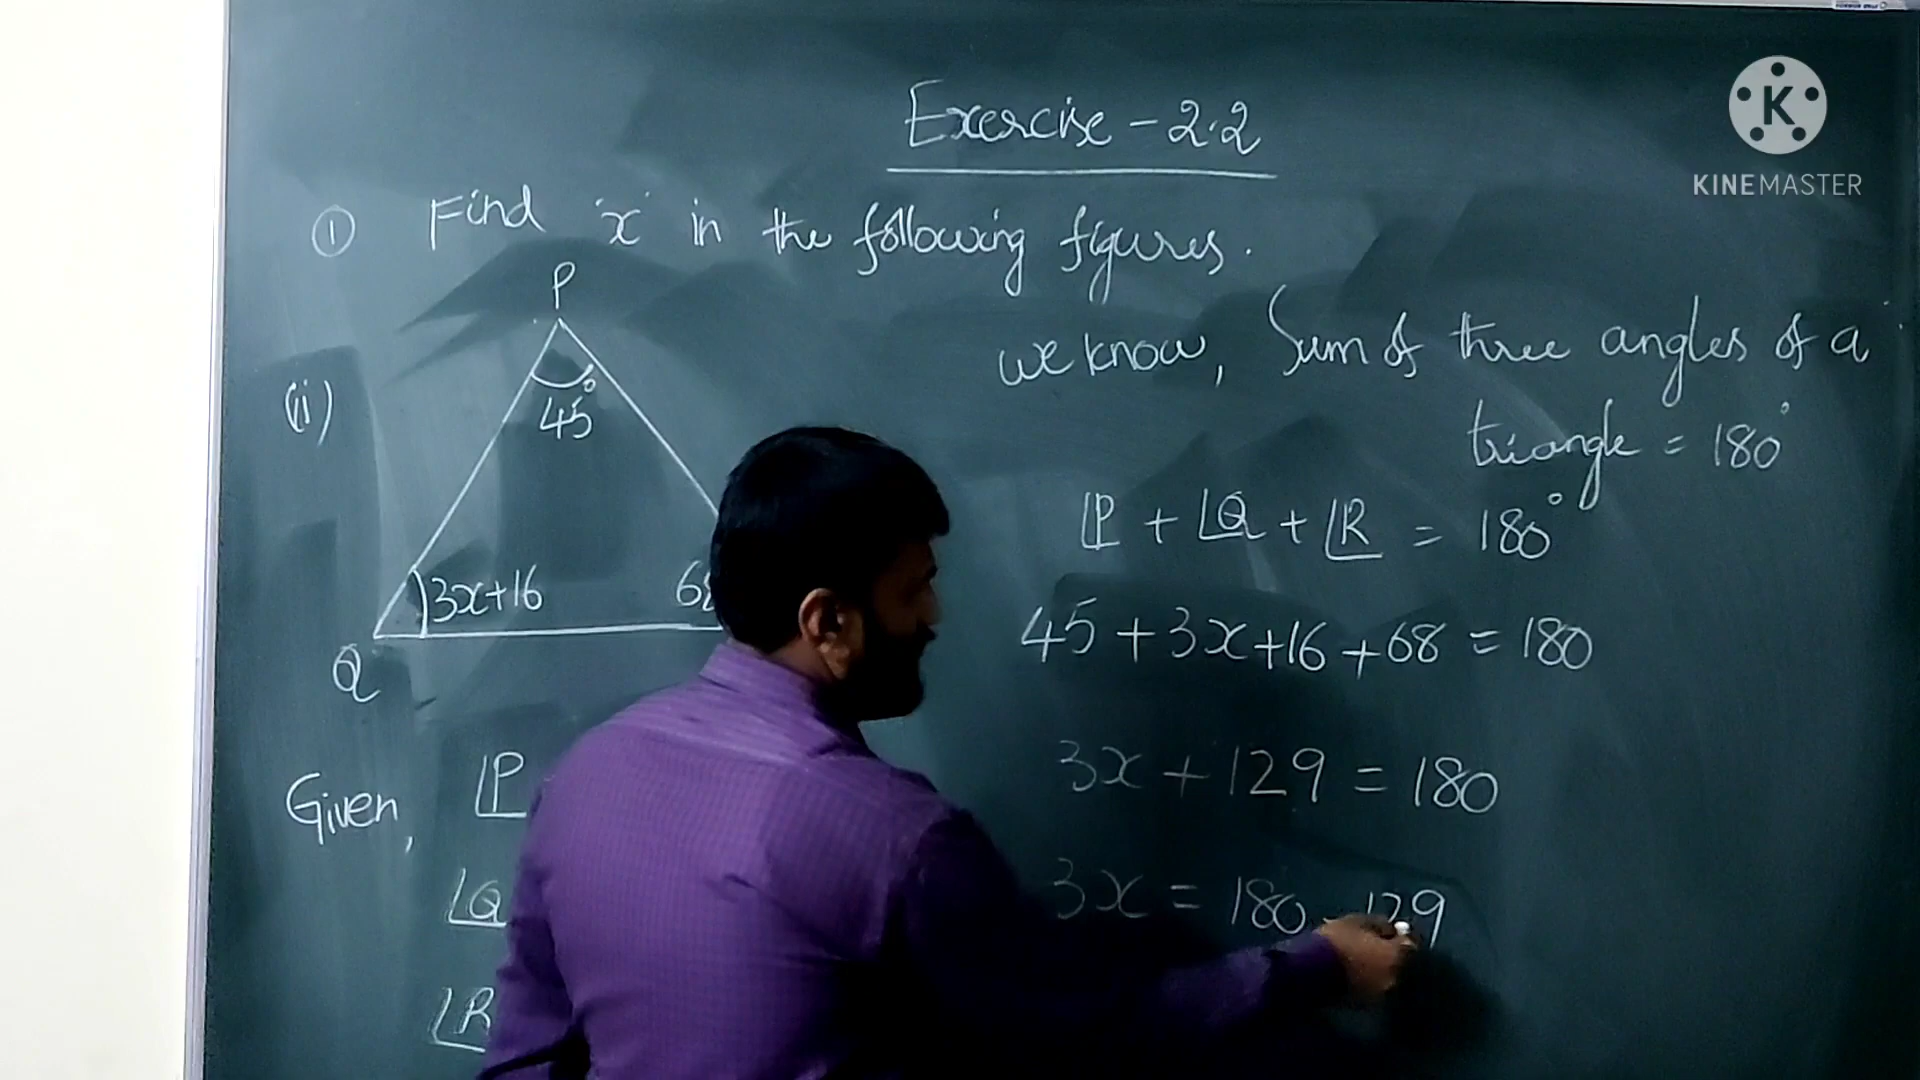 Exercise - 2.2
① Find 'x' in the following figures.
(ii)
P
45°
3x+16
Q
we know, Sum of three angles of a
triangle = 180°
∠P + ∠Q + ∠R = 180°
45 + 3x + 16 + 68 = 180
3x + 129 = 180
3x = 180 - 129
Given,
∠P
∠Q
∠R
K
KINEMASTER